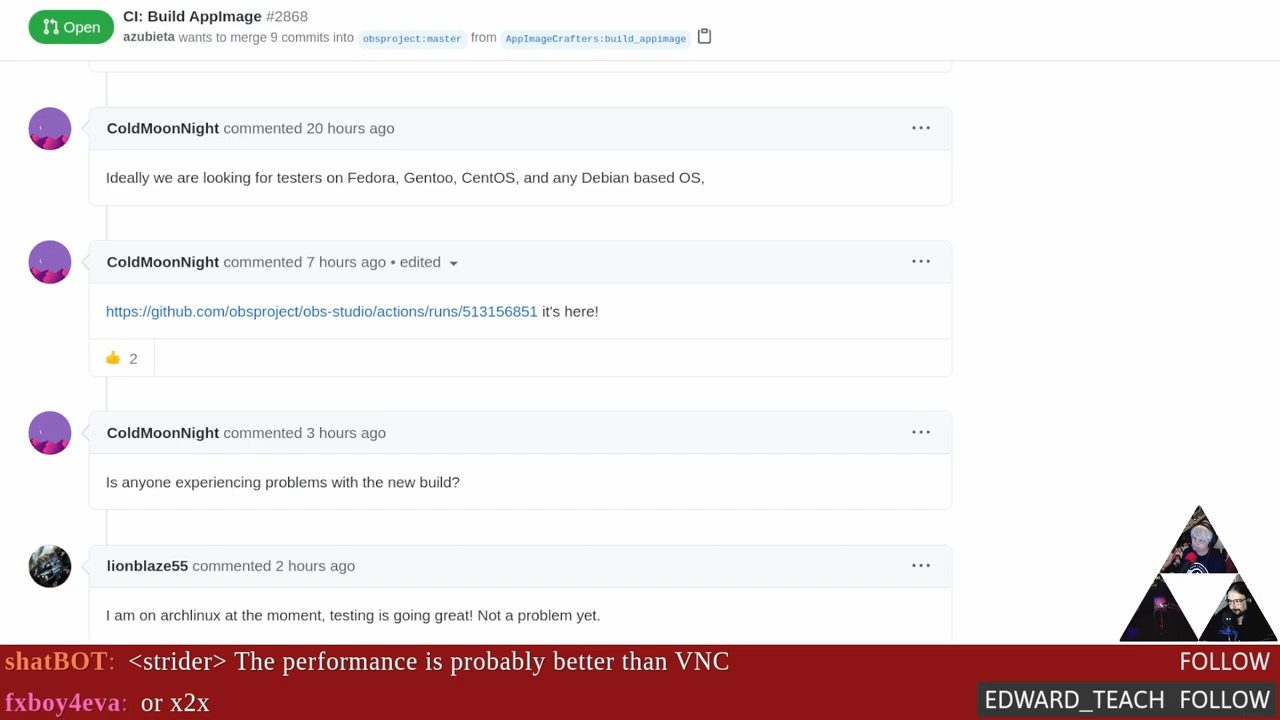 Open
CI: Build AppImage #2868
azubieta wants to merge 9 commits into obsproject:master from AppImageCrafters:build_appimage
ColdMoonNight commented 20 hours ago
Ideally we are looking for testers on Fedora, Gentoo, CentOS, and any Debian based OS,
ColdMoonNight commented 7 hours ago • edited
https://github.com/obsproject/obs-studio/actions/runs/513156851 it's here!
👍 2
ColdMoonNight commented 3 hours ago
Is anyone experiencing problems with the new build?
lionblaze55 commented 2 hours ago
I am on archlinux at the moment, testing is going great! Not a problem yet.
shatBOT: <strider> The performance is probably better than VNC
FOLLOW
fxboy4eva: or x2x
EDWARD_TEACH FOLLOW